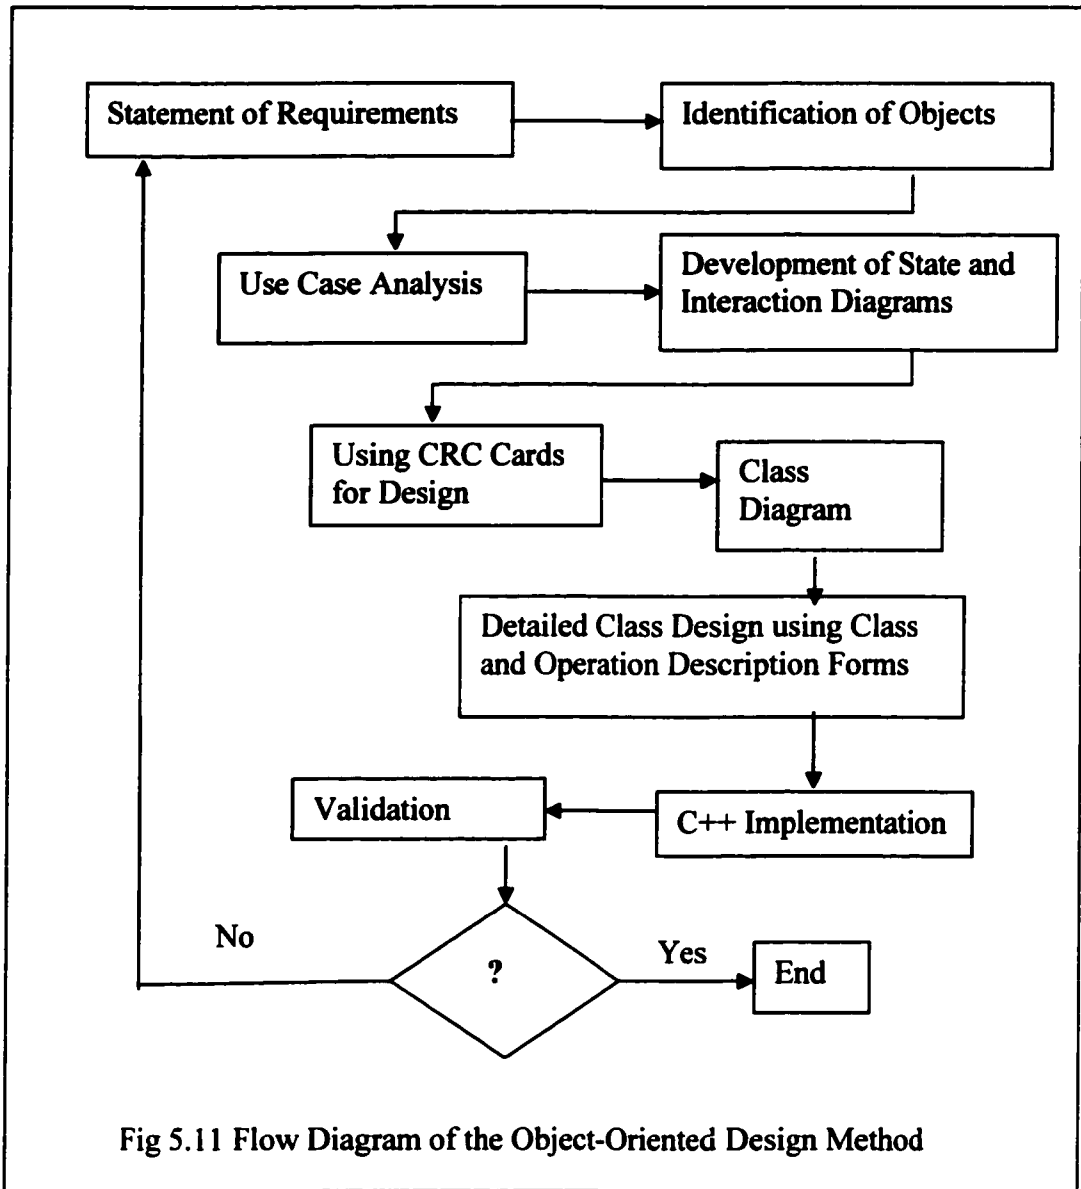 Statement of Requirements
Identification of Objects
Use Case Analysis
Development of State and
Interaction Diagrams
Using CRC Cards
for Design
Class
Diagram
Detailed Class Design using Class
and Operation Description Forms
C++ Implementation
Validation
?
No
Yes
End
Fig 5.11 Flow Diagram of the Object-Oriented Design Method